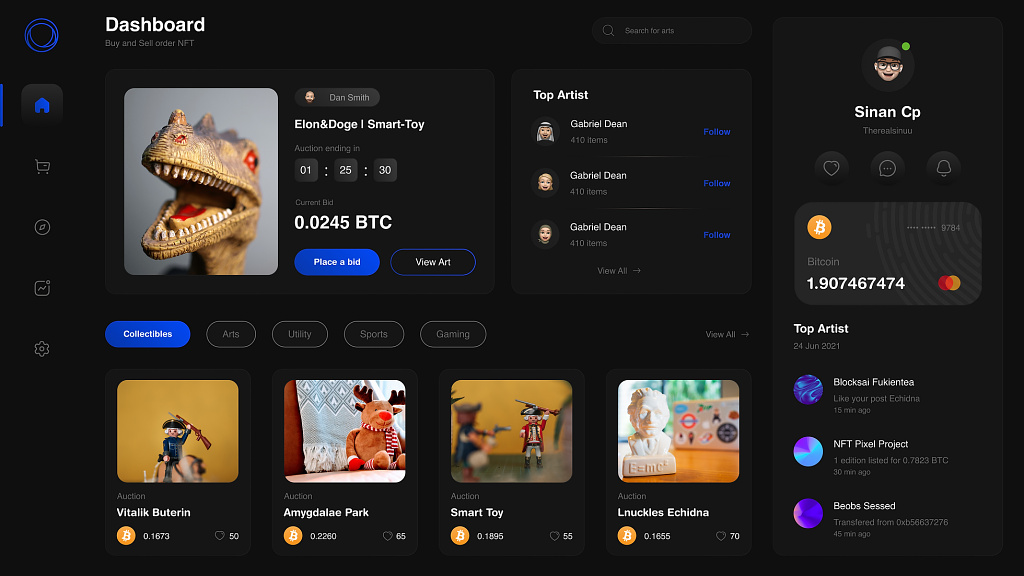 Dashboard
Buy and Sell order NFT
Search for arts
Dan Smith
Elon&Doge | Smart-Toy
Auction ending in
01 : 25 : 30
Current Bid
0.0245 BTC
Place a bid
View Art
Top Artist
Gabriel Dean
410 items
Follow
Gabriel Dean
410 items
Follow
Gabriel Dean
410 items
Follow
View All
Collectibles
Arts
Utility
Sports
Gaming
View All
Auction
Vitalik Buterin
0.1673
50
Auction
Amygdalae Park
0.2260
65
Auction
Smart Toy
0.1895
55
Auction
Lnuckles Echidna
0.1655
70
Sinan Cp
Therealsinuu
•••• ••••• 9784
Bitcoin
1.907467474
Top Artist
24 Jun 2021
Blocksai Fukientea
Like your post Echidna
15 min ago
NFT Pixel Project
1 edition listed for 0.7823 BTC
30 min ago
Beobs Sessed
Transfered from 0xb56637276
45 min ago